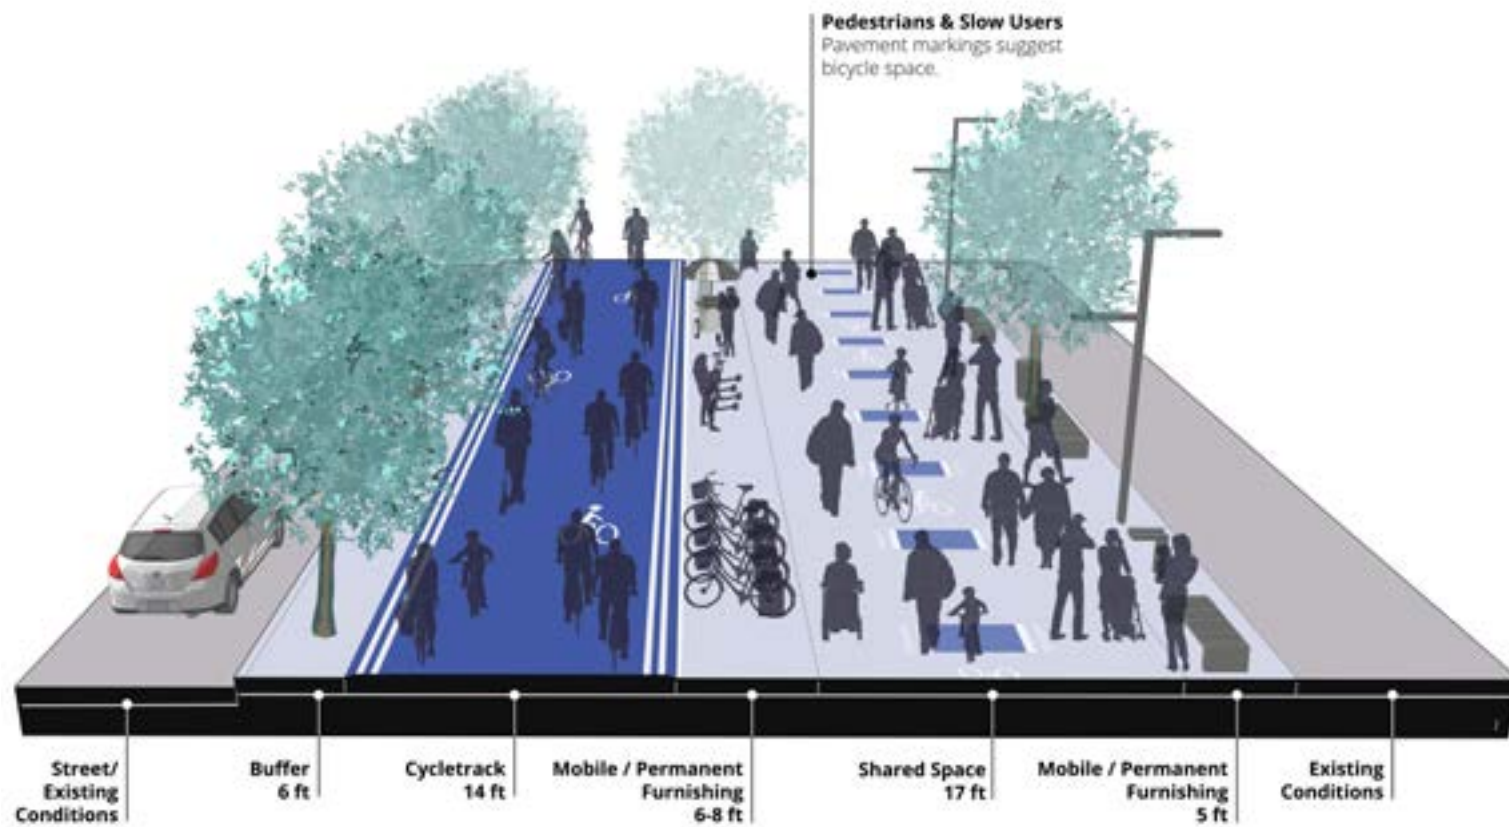 Pedestrians & Slow Users
Pavement markings suggest
bicycle space.
Street/
Existing
Conditions
Buffer
6 ft
Cycletrack
14 ft
Mobile / Permanent
Furnishing
6-8 ft
Shared Space
17 ft
Mobile / Permanent
Furnishing
5 ft
Existing
Conditions